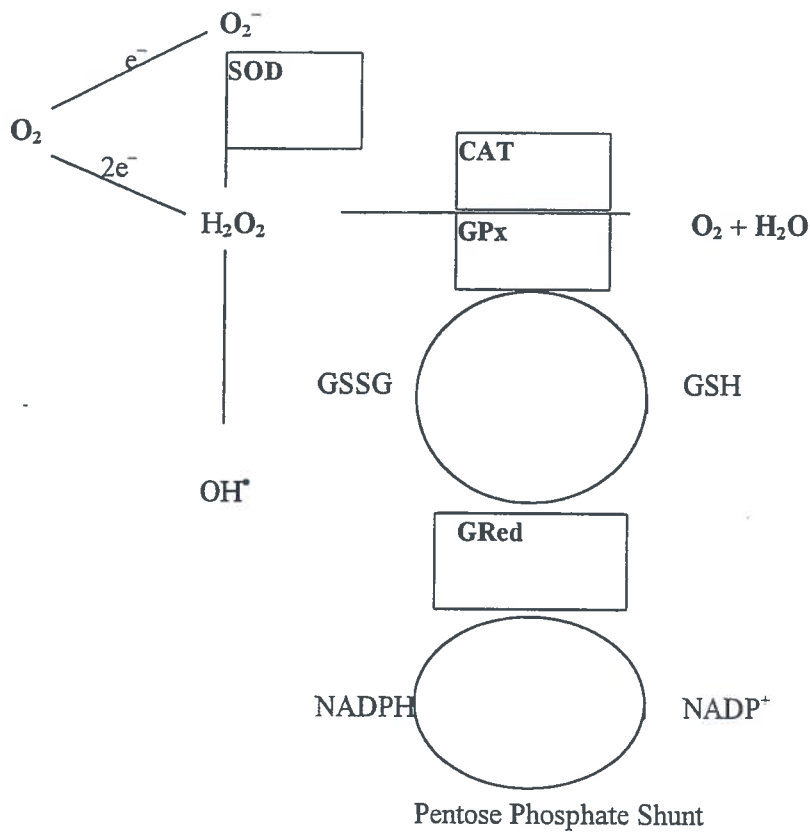 O₂⁻
e⁻
SOD
O₂
CAT
2e⁻
H₂O₂
GPx
O₂ + H₂O
GSSG
GSH
OH•
GRed
NADPH
NADP⁺
Pentose Phosphate Shunt